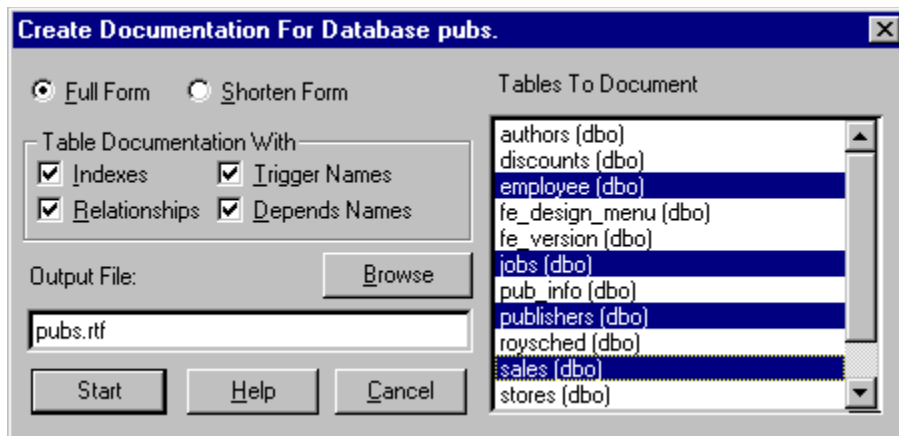 Create Documentation For Database pubs.
Full Form
Shorten Form
Table Documentation With
Indexes
Trigger Names
Relationships
Depends Names
Output File:
Browse
pubs.rtf
Start
Help
Cancel
Tables To Document
authors (dbo)
discounts (dbo)
employee (dbo)
fe_design_menu (dbo)
fe_version (dbo)
jobs (dbo)
pub_info (dbo)
publishers (dbo)
roysched (dbo)
sales (dbo)
stores (dbo)